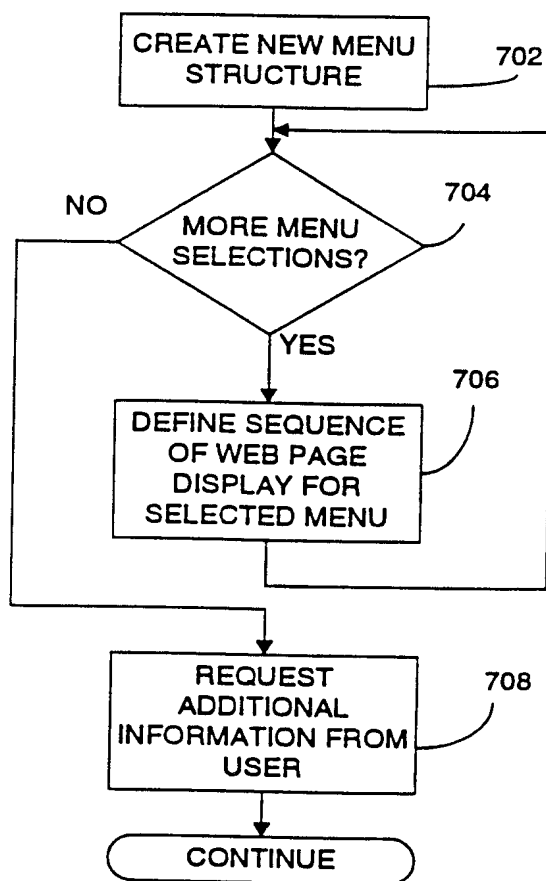 CREATE NEW MENU
STRUCTURE
702
NO
MORE MENU
SELECTIONS?
704
YES
706
DEFINE SEQUENCE
OF WEB PAGE
DISPLAY FOR
SELECTED MENU
REQUEST
ADDITIONAL
INFORMATION FROM
USER
708
CONTINUE